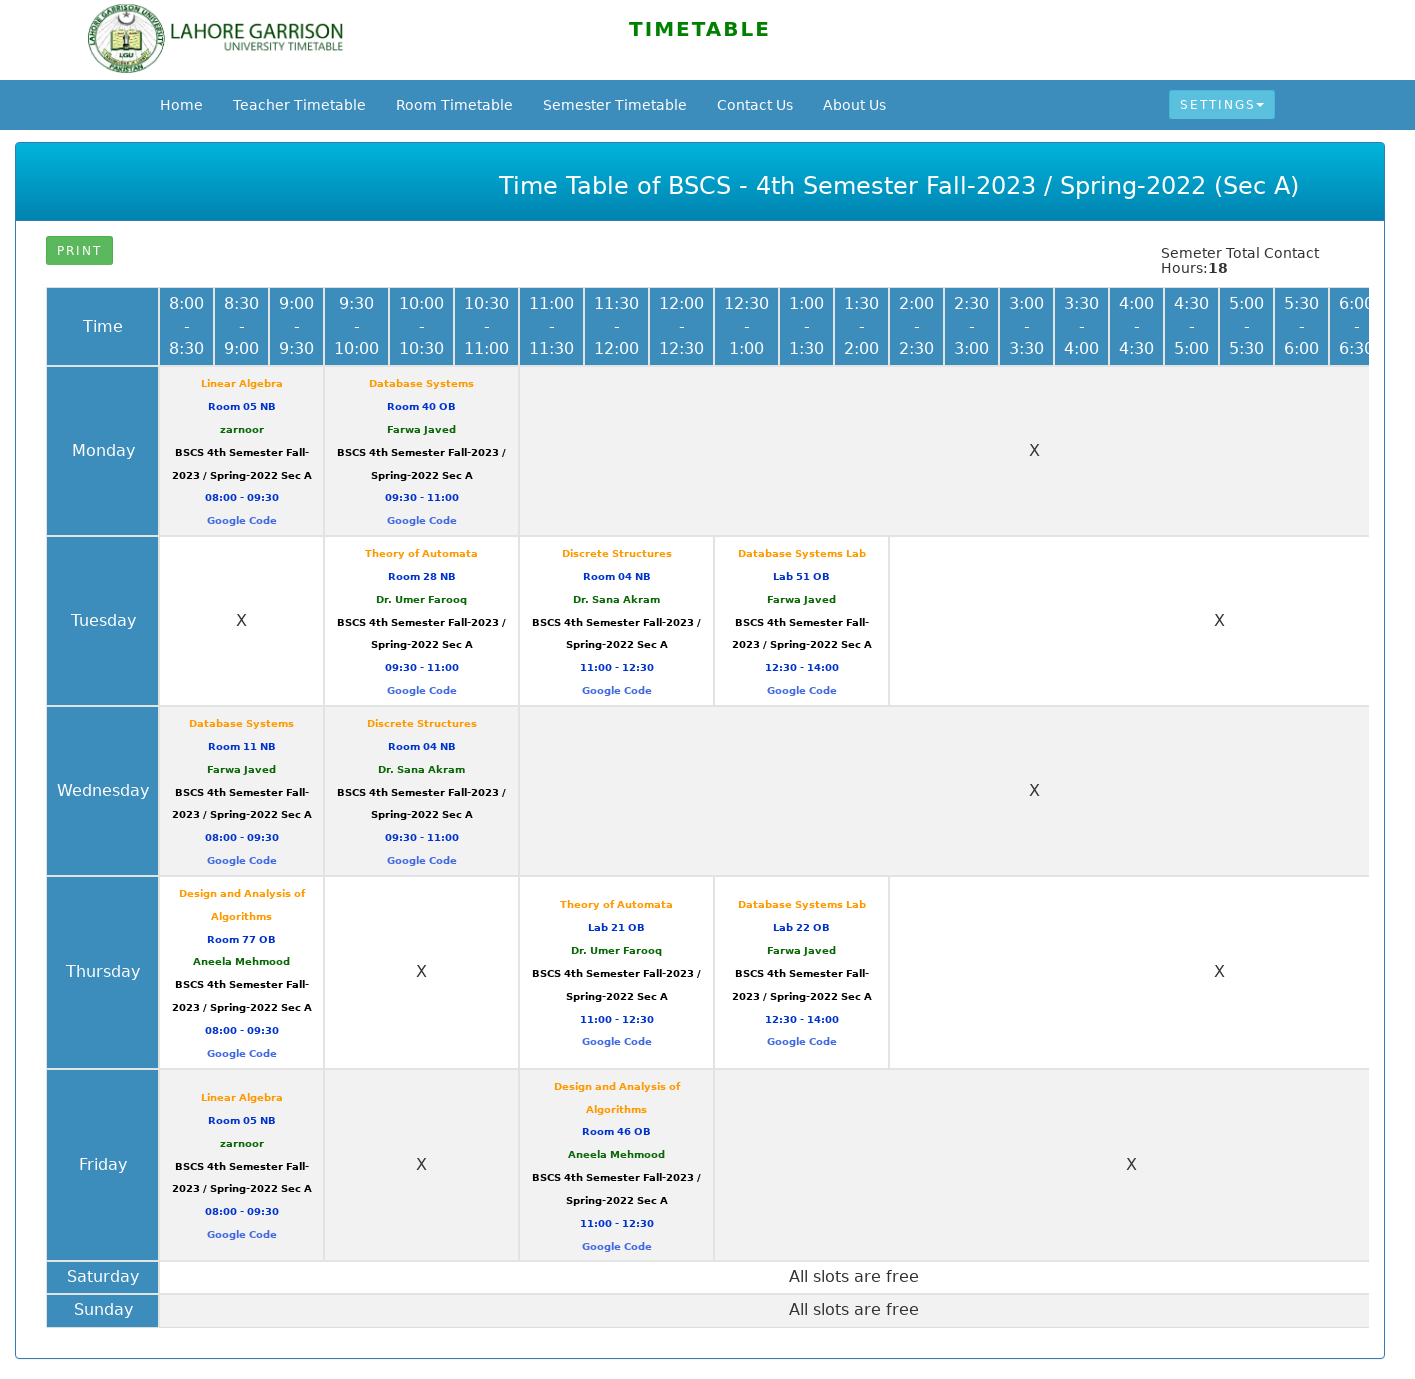 LAHORE GARRISON
UNIVERSITY TIMETABLE
TIMETABLE
Home Teacher Timetable Room Timetable Semester Timetable Contact Us About Us SETTINGS
Time Table of BSCS - 4th Semester Fall-2023 / Spring-2022 (Sec A)
PRINT
Semeter Total Contact
Hours:18
Time
8:00 - 8:30
8:30 - 9:00
9:00 - 9:30
9:30 - 10:00
10:00 - 10:30
10:30 - 11:00
11:00 - 11:30
11:30 - 12:00
12:00 - 12:30
12:30 - 1:00
1:00 - 1:30
1:30 - 2:00
2:00 - 2:30
2:30 - 3:00
3:00 - 3:30
3:30 - 4:00
4:00 - 4:30
4:30 - 5:00
5:00 - 5:30
5:30 - 6:00
6:00 - 6:30
Monday
Linear Algebra
Room 05 NB
zarnoor
BSCS 4th Semester Fall-
2023 / Spring-2022 Sec A
08:00 - 09:30
Google Code
Database Systems
Room 40 OB
Farwa Javed
BSCS 4th Semester Fall-2023 /
Spring-2022 Sec A
09:30 - 11:00
Google Code
X
Tuesday
X
Theory of Automata
Room 28 NB
Dr. Umer Farooq
BSCS 4th Semester Fall-2023 /
Spring-2022 Sec A
09:30 - 11:00
Google Code
Discrete Structures
Room 04 NB
Dr. Sana Akram
BSCS 4th Semester Fall-2023 /
Spring-2022 Sec A
11:00 - 12:30
Google Code
Database Systems Lab
Lab 51 OB
Farwa Javed
BSCS 4th Semester Fall-
2023 / Spring-2022 Sec A
12:30 - 14:00
Google Code
X
Wednesday
Database Systems
Room 11 NB
Farwa Javed
BSCS 4th Semester Fall-
2023 / Spring-2022 Sec A
08:00 - 09:30
Google Code
Discrete Structures
Room 04 NB
Dr. Sana Akram
BSCS 4th Semester Fall-2023 /
Spring-2022 Sec A
09:30 - 11:00
Google Code
X
Thursday
Design and Analysis of
Algorithms
Room 77 OB
Aneela Mehmood
BSCS 4th Semester Fall-
2023 / Spring-2022 Sec A
08:00 - 09:30
Google Code
X
Theory of Automata
Lab 21 OB
Dr. Umer Farooq
BSCS 4th Semester Fall-2023 /
Spring-2022 Sec A
11:00 - 12:30
Google Code
Database Systems Lab
Lab 22 OB
Farwa Javed
BSCS 4th Semester Fall-
2023 / Spring-2022 Sec A
12:30 - 14:00
Google Code
X
Friday
Linear Algebra
Room 05 NB
zarnoor
BSCS 4th Semester Fall-
2023 / Spring-2022 Sec A
08:00 - 09:30
Google Code
X
Design and Analysis of
Algorithms
Room 46 OB
Aneela Mehmood
BSCS 4th Semester Fall-2023 /
Spring-2022 Sec A
11:00 - 12:30
Google Code
X
Saturday
All slots are free
Sunday
All slots are free